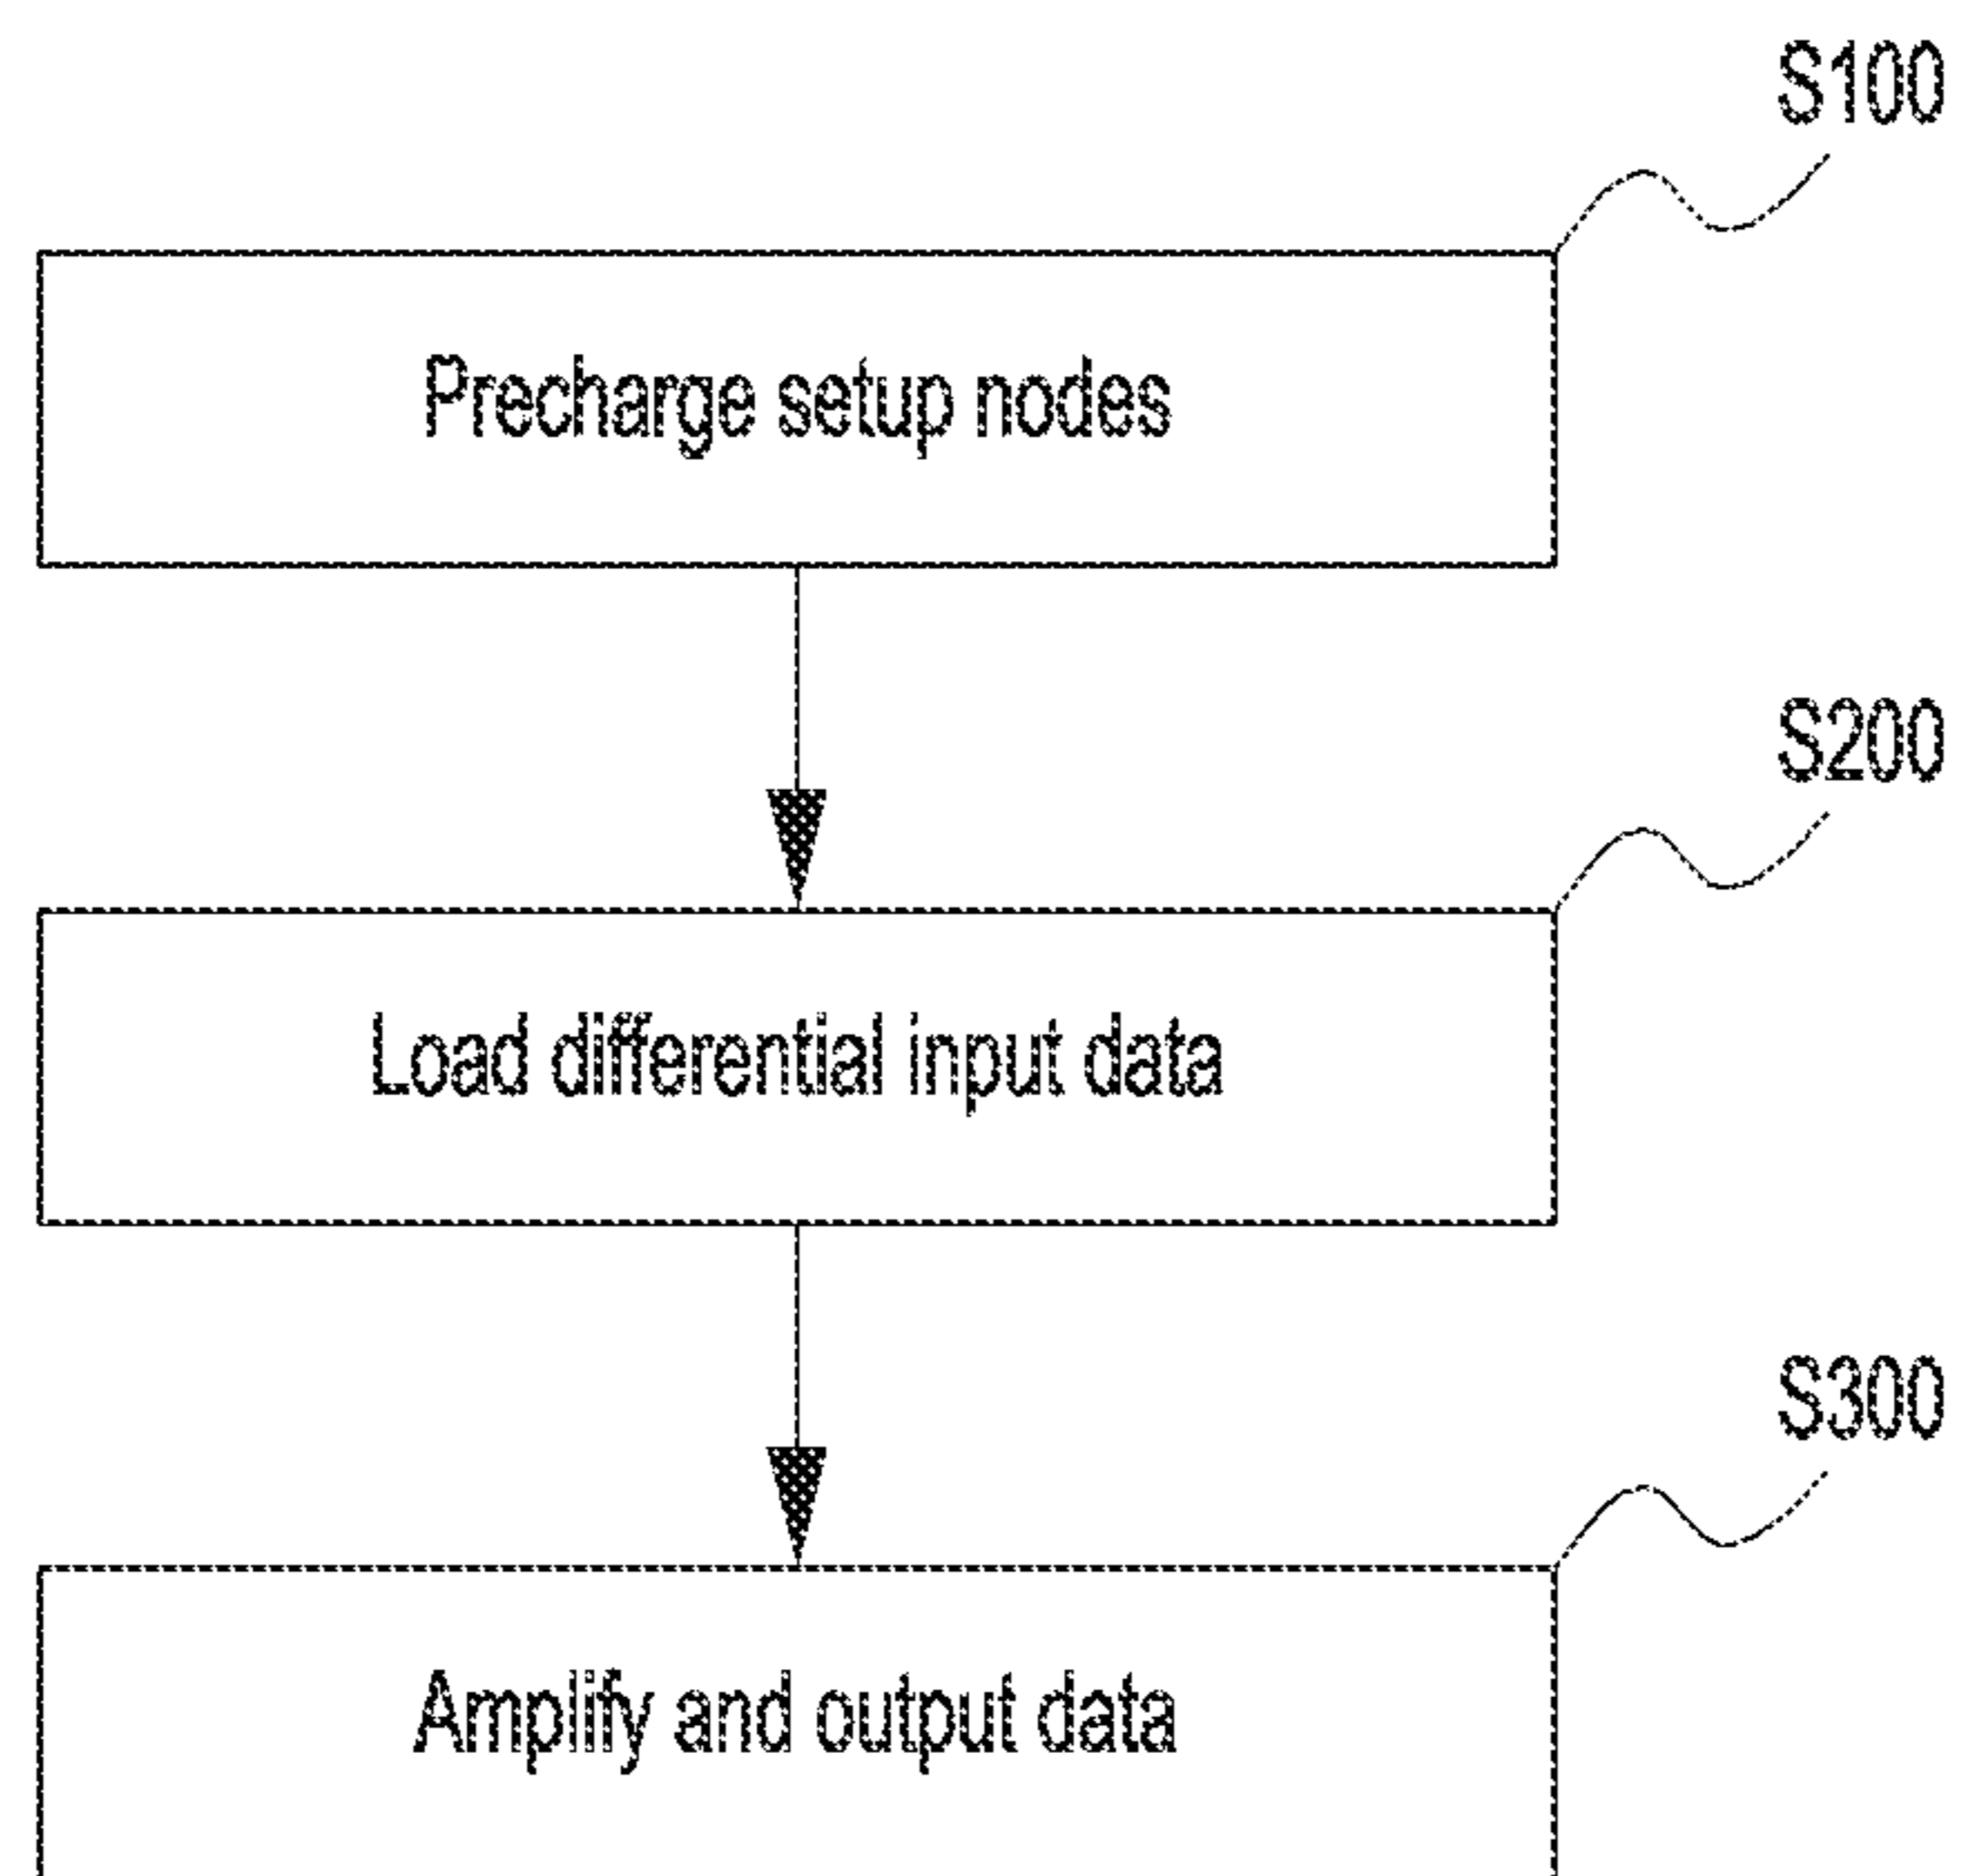 S100
Precharge setup nodes
S200
Load differential input data
S300
Amplify and output data